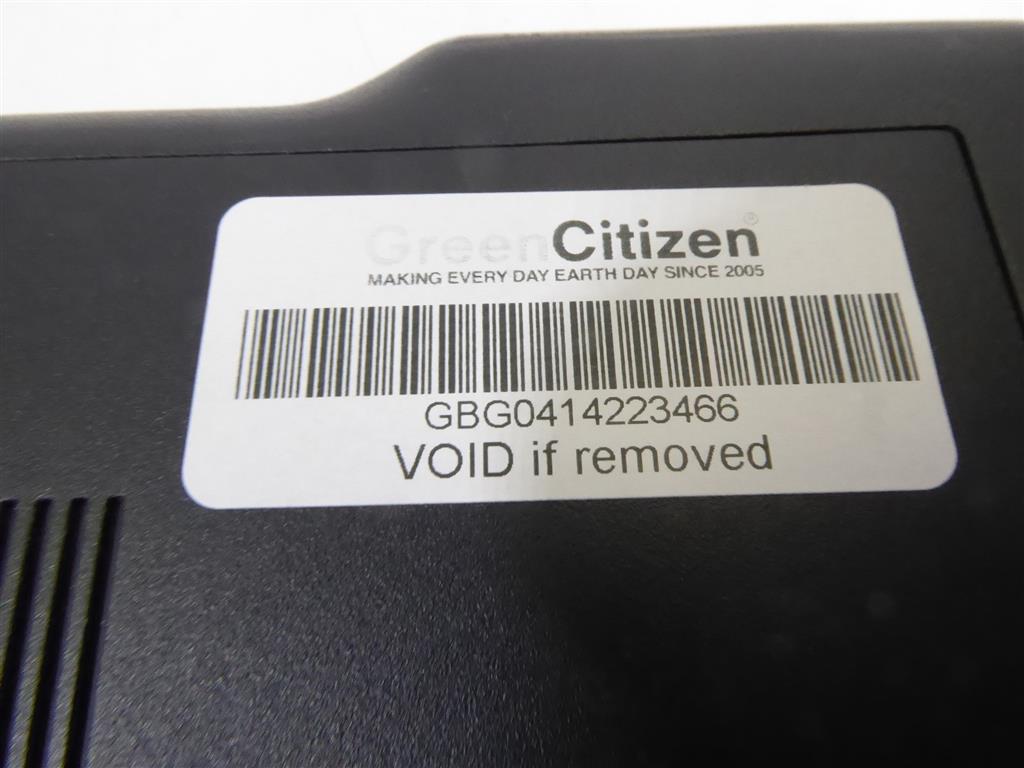 GreenCitizen®
MAKING EVERY DAY EARTH DAY SINCE 2005
GBG0414223466
VOID if removed